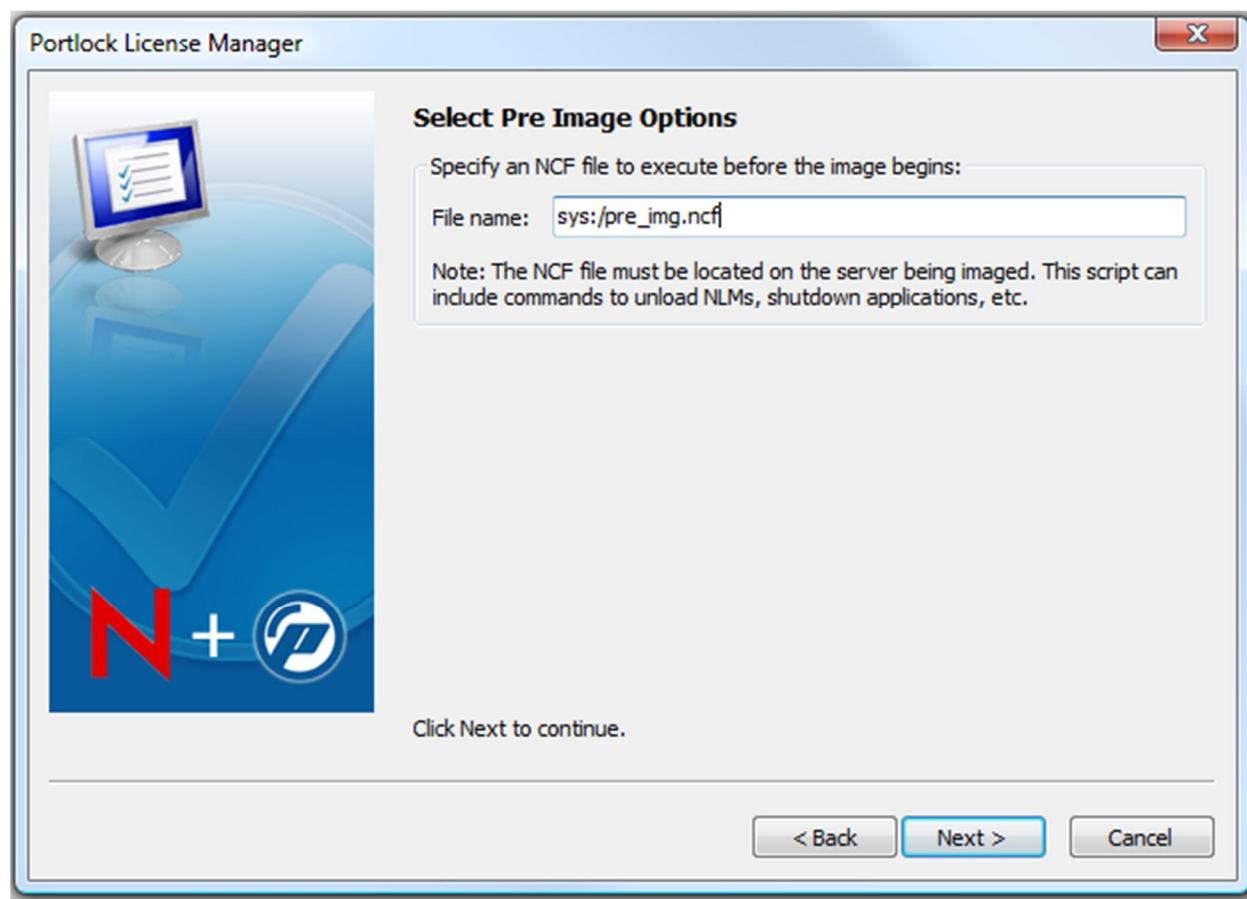 Portlock License Manager
Select Pre Image Options
Specify an NCF file to execute before the image begins:
File name: sys:/pre_img.ncf
Note: The NCF file must be located on the server being imaged. This script can
include commands to unload NLMs, shutdown applications, etc.
N +
Click Next to continue.
< Back Next > Cancel